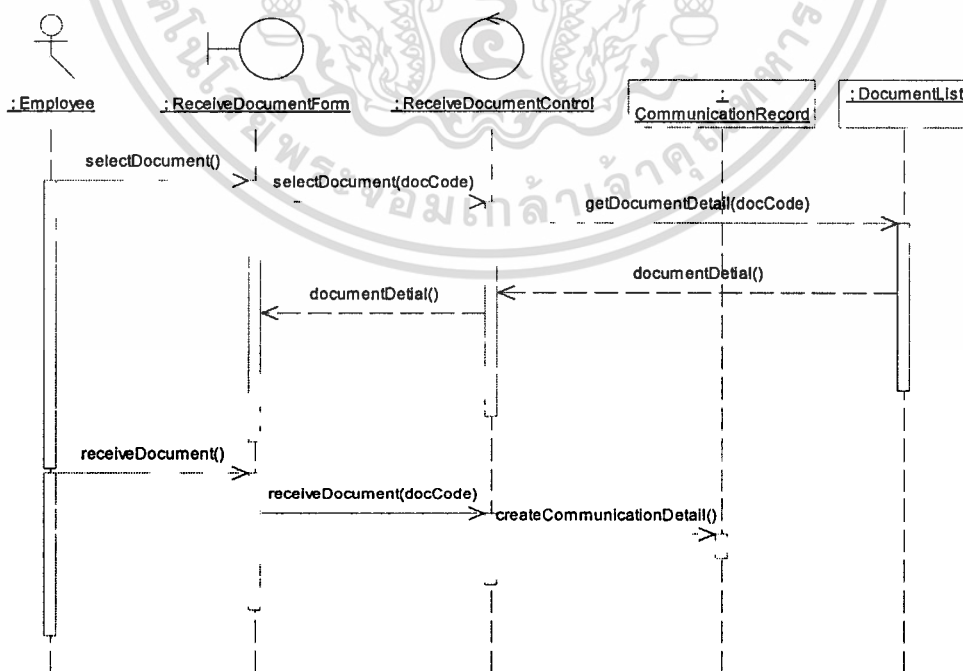 : Employee
: ReceiveDocumentForm
: ReceiveDocumentControl
:
CommunicationRecord
: DocumentList
selectDocument()
selectDocument(docCode)
getDocumentDetail(docCode)
documentDetial()
documentDetial()
receiveDocument()
receiveDocument(docCode)
createCommunicationDetail()